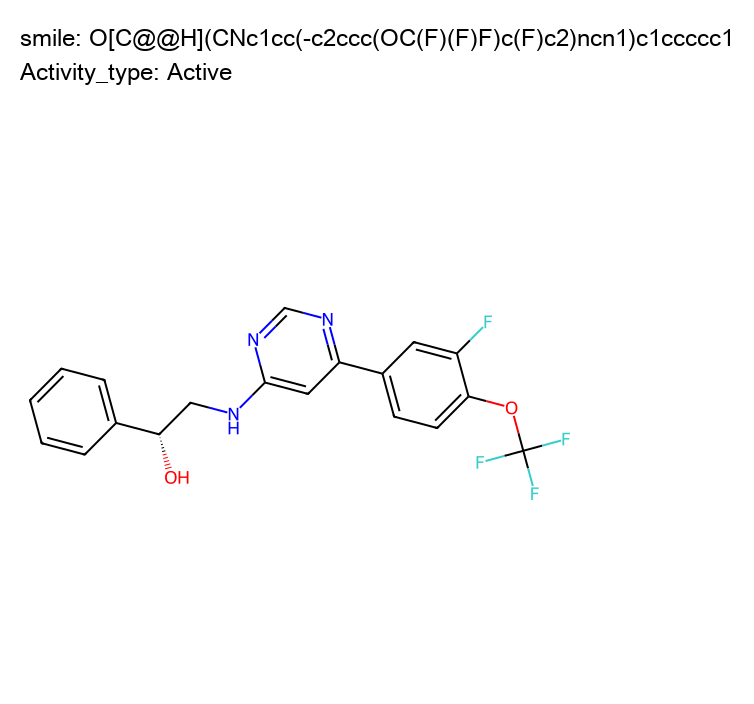 smile: O[C@@H](CNc1cc(-c2ccc(OC(F)(F)F)c(F)c2)ncn1)c1ccccc1
Activity_type: Active
N
F
N
O
N
H
F
F
OH
F